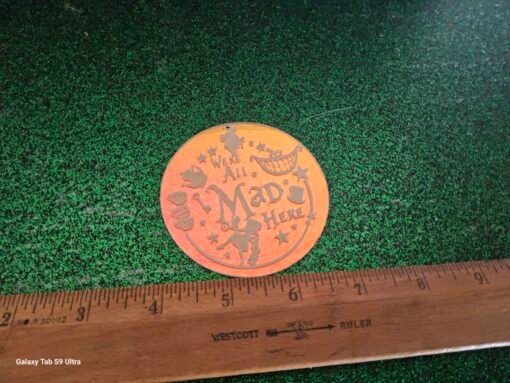 We're
All
Mad
Here
2 3 4 5 6 7 8 9
WESTCOTT RULER
Galaxy Tab S9 Ultra